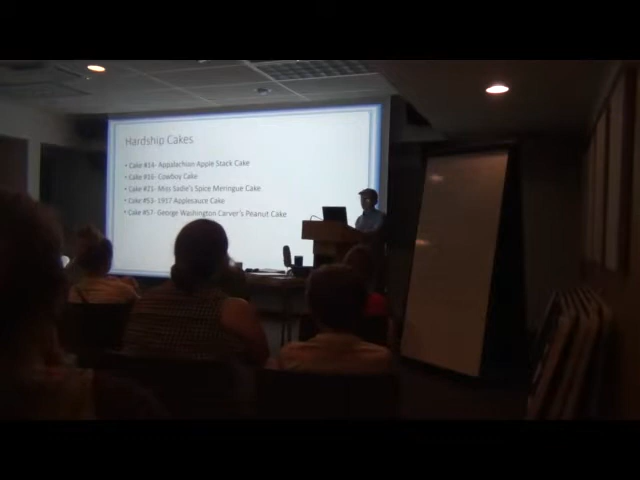 Hardship Cakes
• Cake #14- Appalachian Apple Stack Cake
• Cake #16- Cowboy Cake
• Cake #21- Miss Sadie's Spice Meringue Cake
• Cake #53- 1917 Applesauce Cake
• Cake #57- George Washington Carver's Peanut Cake